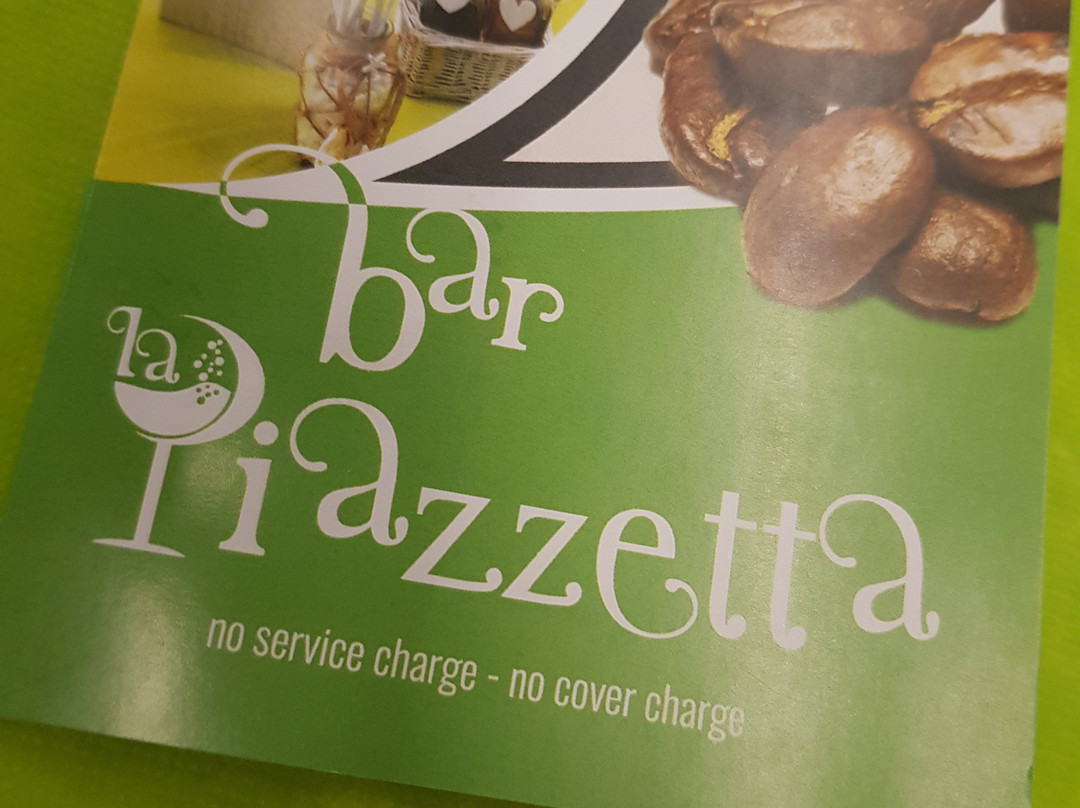 bar
la Piazzetta
no service charge - no cover charge